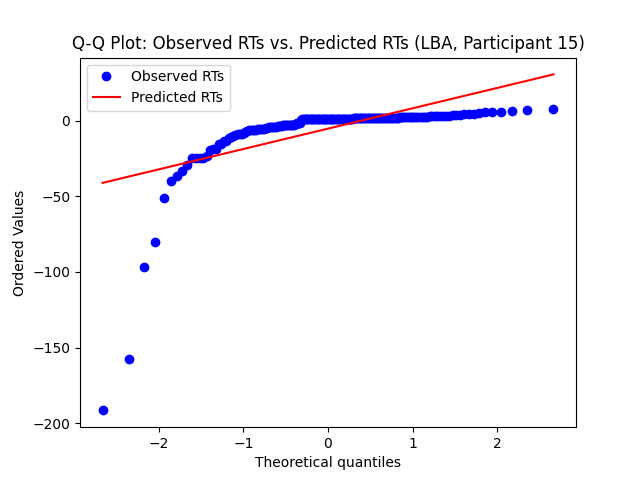 Q-Q Plot: Observed RTs vs. Predicted RTs (LBA, Participant 15)
Observed RTs
Predicted RTs
0
−50
−100
−150
−200
Ordered Values
−2
−1
0
1
2
Theoretical quantiles